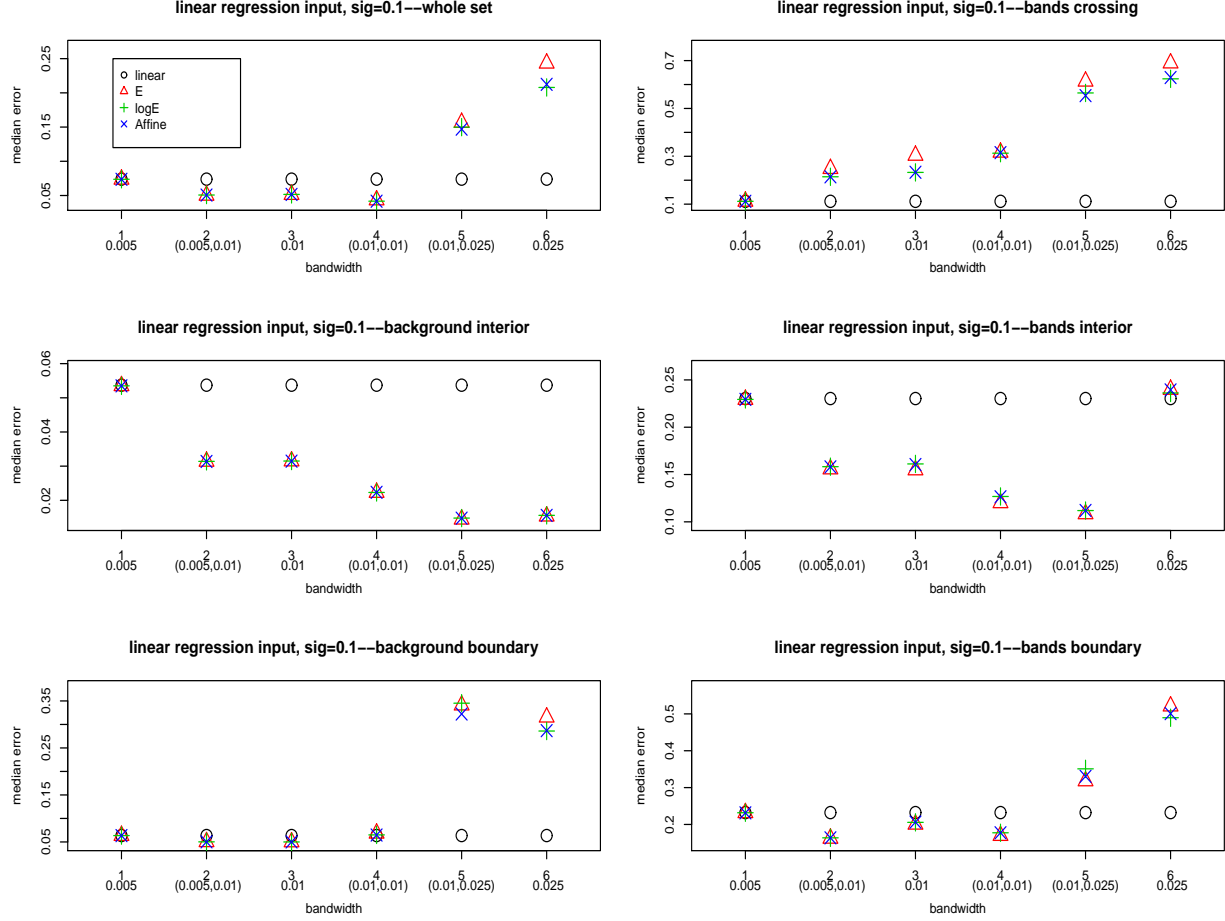 linear regression input, sig=0.1−−whole set
median error
0.05
0.15
0.25
linear
E
logE
Affine
1 2 3 4 5 6
0.005 (0.005,0.01) 0.01 (0.01,0.01) (0.01,0.025) 0.025
bandwidth
linear regression input, sig=0.1−−bands crossing
median error
0.1
0.3
0.5
0.7
1 2 3 4 5 6
0.005 (0.005,0.01) 0.01 (0.01,0.01) (0.01,0.025) 0.025
bandwidth
linear regression input, sig=0.1−−background interior
median error
0.02
0.04
0.06
1 2 3 4 5 6
0.005 (0.005,0.01) 0.01 (0.01,0.01) (0.01,0.025) 0.025
bandwidth
linear regression input, sig=0.1−−bands interior
median error
0.10
0.15
0.20
0.25
1 2 3 4 5 6
0.005 (0.005,0.01) 0.01 (0.01,0.01) (0.01,0.025) 0.025
bandwidth
linear regression input, sig=0.1−−background boundary
median error
0.05
0.15
0.25
0.35
1 2 3 4 5 6
0.005 (0.005,0.01) 0.01 (0.01,0.01) (0.01,0.025) 0.025
bandwidth
linear regression input, sig=0.1−−bands boundary
median error
0.2
0.3
0.4
0.5
1 2 3 4 5 6
0.005 (0.005,0.01) 0.01 (0.01,0.01) (0.01,0.025) 0.025
bandwidth